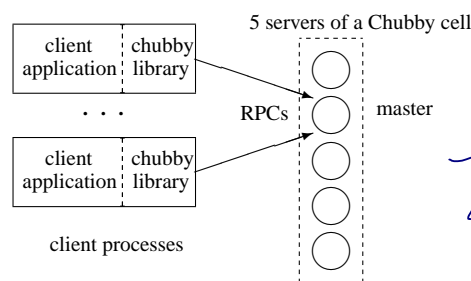 5 servers of a Chubby cell
client application
chubby library
RPCs
master
. . .
client application
chubby library
client processes